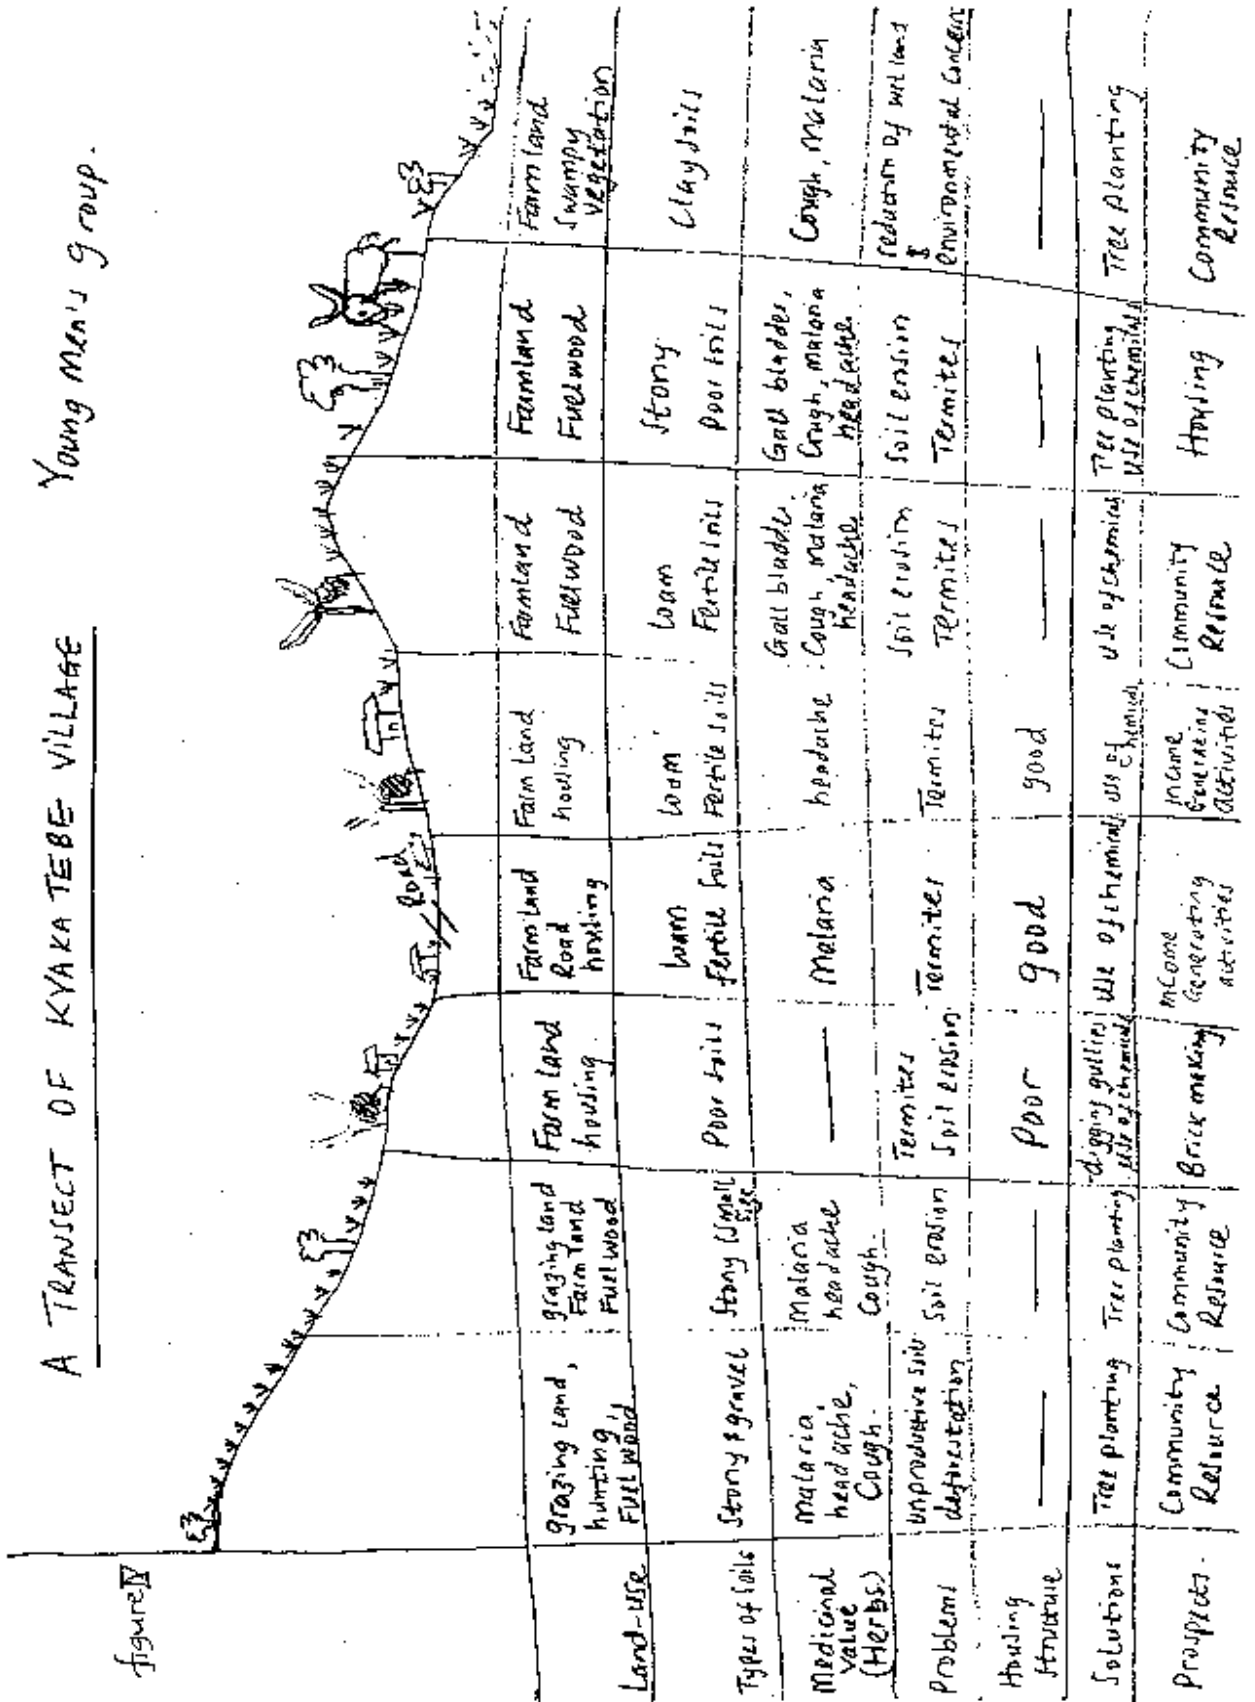 figure IV
A TRANSECT OF KYAKATEBE VILLAGE
Young men's group.
Road
Land-use
grazing land,
hunting,
Fuel wood
grazing land
Farm land
Fuel wood
Farm land
housing
Farm land
Road
housing
Farm land
housing
Farmland
Fuelwood
Farmland
Fuelwood
Farm land
Swampy
vegetation
Types of soils
Stony & gravel
Stony (small
size
Poor soils
loam
fertile soils
loam
Fertile soils
loam
Fertile soils
Stony
poor soils
Clay soils
Medicinal
value
(Herbs)
malaria
headache,
Cough.
Malaria
headache
Cough.
Malaria
headache
Gall bladder,
Cough, malaria
headache
Gall bladder,
Cough, malaria
headache
Cough, malaria
Problems
unproductive soil
deforestation
Soil erosion
Termites
Soil erosion
Termites
Termites
Soil erosion
Termites
Soil erosion
Termites
reduction of wetland
&
environmental concern
Housing
Structure
Poor
good
good
Solutions
Tree planting
Tree planting
digging gullies
use of chemicals
use of chemicals
use of
chemicals
use of chemicals
Tree planting
use of chemicals
Tree planting
Prospects.
Community
Resource
Community
Resource
Brick making
income
Generating
activities
income
Generating
activities
Community
Resource
Community
Resource